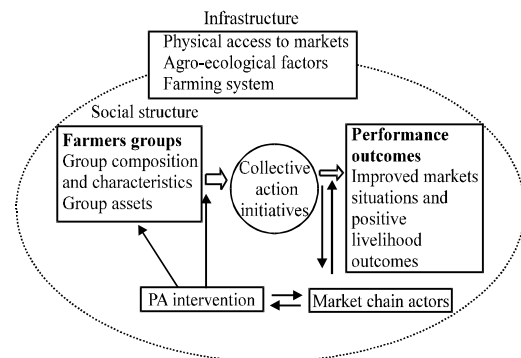 Infrastructure
Physical access to markets
Agro-ecological factors
Farming system
Social structure
Farmers groups
Group composition
and characteristics
Group assets
Collective
action
initiatives
Performance
outcomes
Improved markets
situations and
positive
livelihood
outcomes
PA intervention
Market chain actors